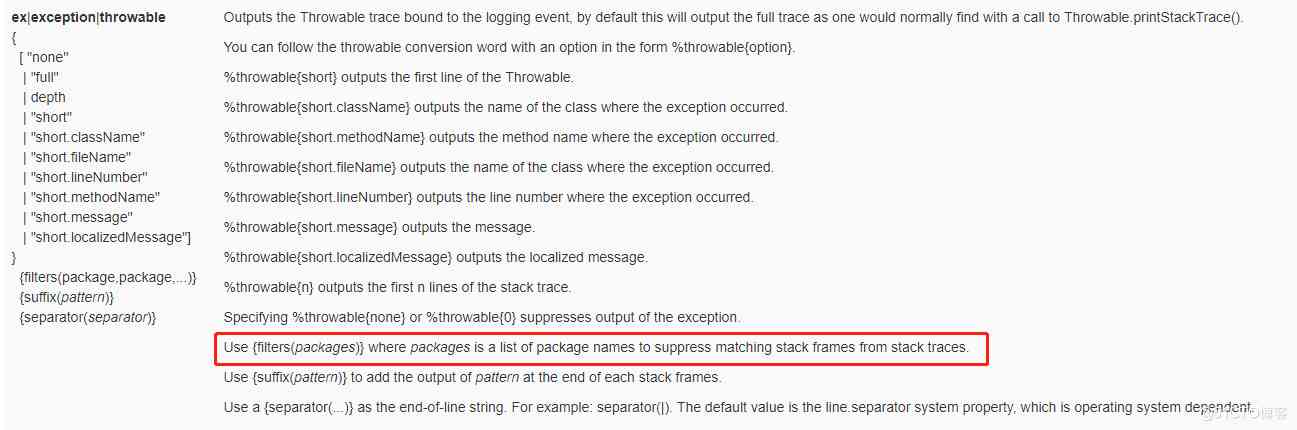 ex|exception|throwable
{
[ "none"
| "full"
| depth
| "short"
| "short.className"
| "short.fileName"
| "short.lineNumber"
| "short.methodName"
| "short.message"
| "short.localizedMessage"]
}
{filters(package,package,...)}
{suffix(pattern)}
{separator(separator)}
Outputs the Throwable trace bound to the logging event, by default this will output the full trace as one would normally find with a call to Throwable.printStackTrace().
You can follow the throwable conversion word with an option in the form %throwable{option}.
%throwable{short} outputs the first line of the Throwable.
%throwable{short.className} outputs the name of the class where the exception occurred.
%throwable{short.methodName} outputs the method name where the exception occurred.
%throwable{short.fileName} outputs the name of the class where the exception occurred.
%throwable{short.lineNumber} outputs the line number where the exception occurred.
%throwable{short.message} outputs the message.
%throwable{short.localizedMessage} outputs the localized message.
%throwable{n} outputs the first n lines of the stack trace.
Specifying %throwable{none} or %throwable{0} suppresses output of the exception.
Use {filters(packages)} where packages is a list of package names to suppress matching stack frames from stack traces.
Use {suffix(pattern)} to add the output of pattern at the end of each stack frames.
Use a {separator(...)} as the end-of-line string. For example: separator(|). The default value is the line.separator system property, which is operating system dependent.
@51CTO博客